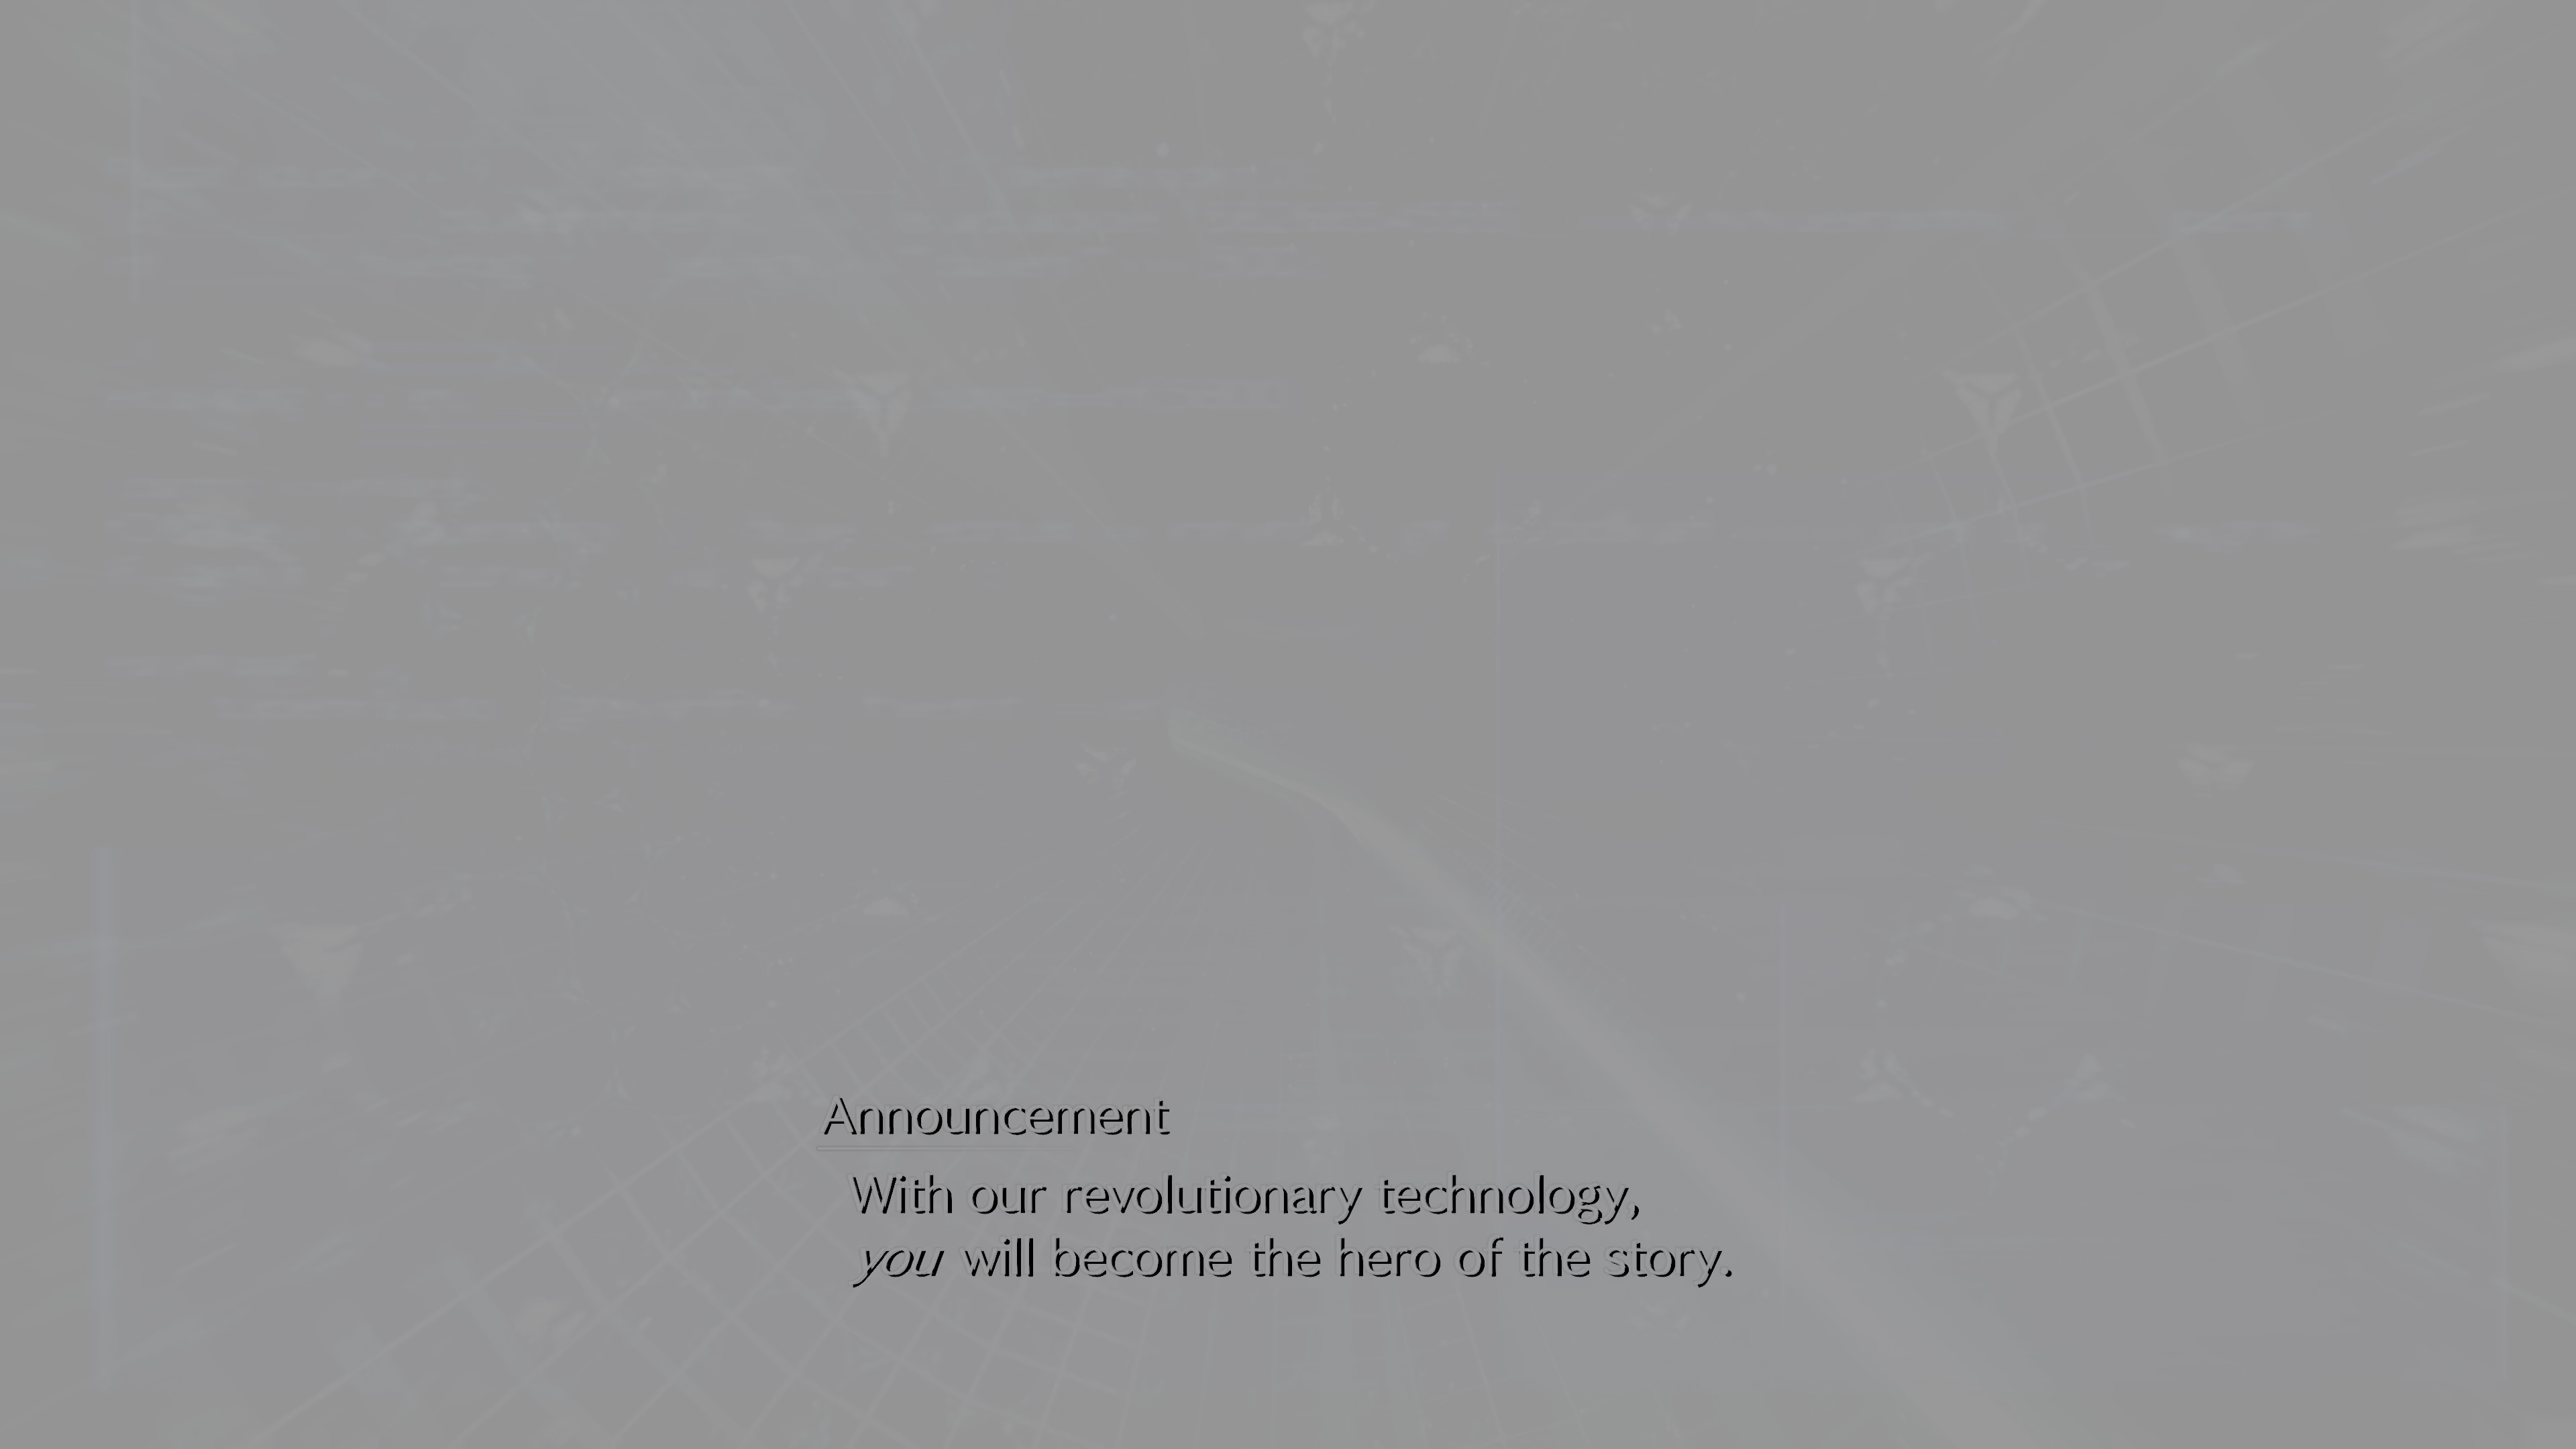 Announcement
With our revolutionary technology,
you will become the hero of the story.